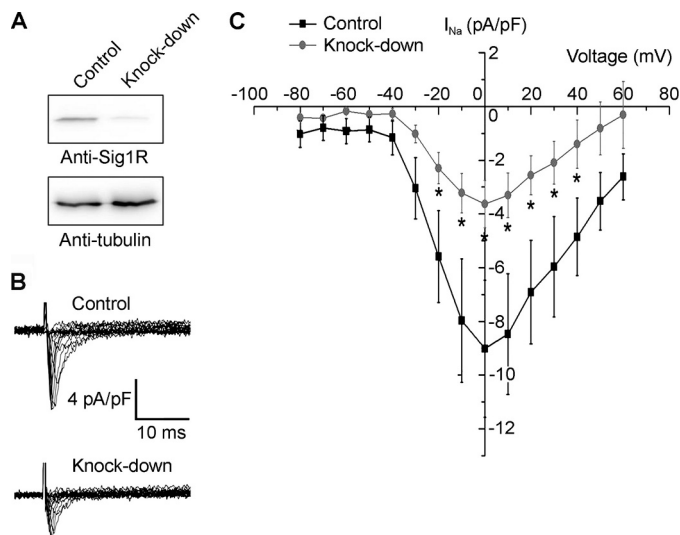 A
Control
Knock-down
Anti-Sig1R
Anti-tubulin
B
Control
4 pA/pF
10 ms
Knock-down
C
Control
Knock-down
I_Na (pA/pF)
Voltage (mV)
-100 -80 -60 -40 -20 0 20 40 60 80
2
0
-2
-4
-6
-8
-10
-12
* * * * * * *